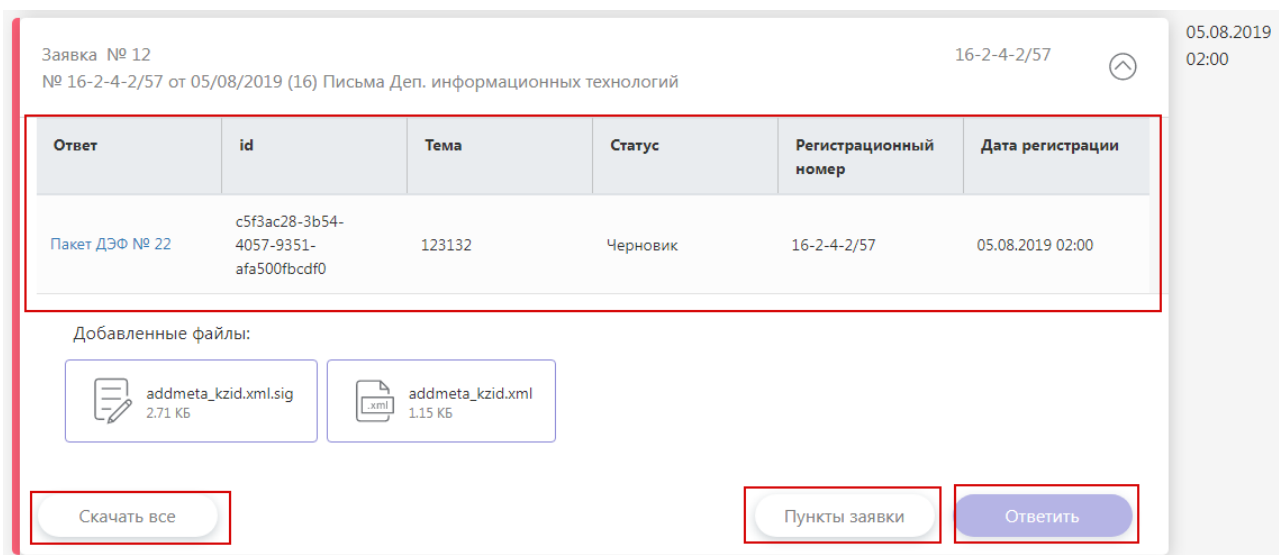 05.08.2019
02:00
Заявка № 12
16-2-4-2/57
№ 16-2-4-2/57 от 05/08/2019 (16) Письма Деп. информационных технологий
Ответ
id
Тема
Статус
Регистрационный
номер
Дата регистрации
Пакет ДЭФ № 22
c5f3ac28-3b54-
4057-9351-
afa500fbcdf0
123132
Черновик
16-2-4-2/57
05.08.2019 02:00
Добавленные файлы:
addmeta_kzid.xml.sig
2.71 КБ
.xml
addmeta_kzid.xml
1.15 КБ
Скачать все
Пункты заявки
Ответить